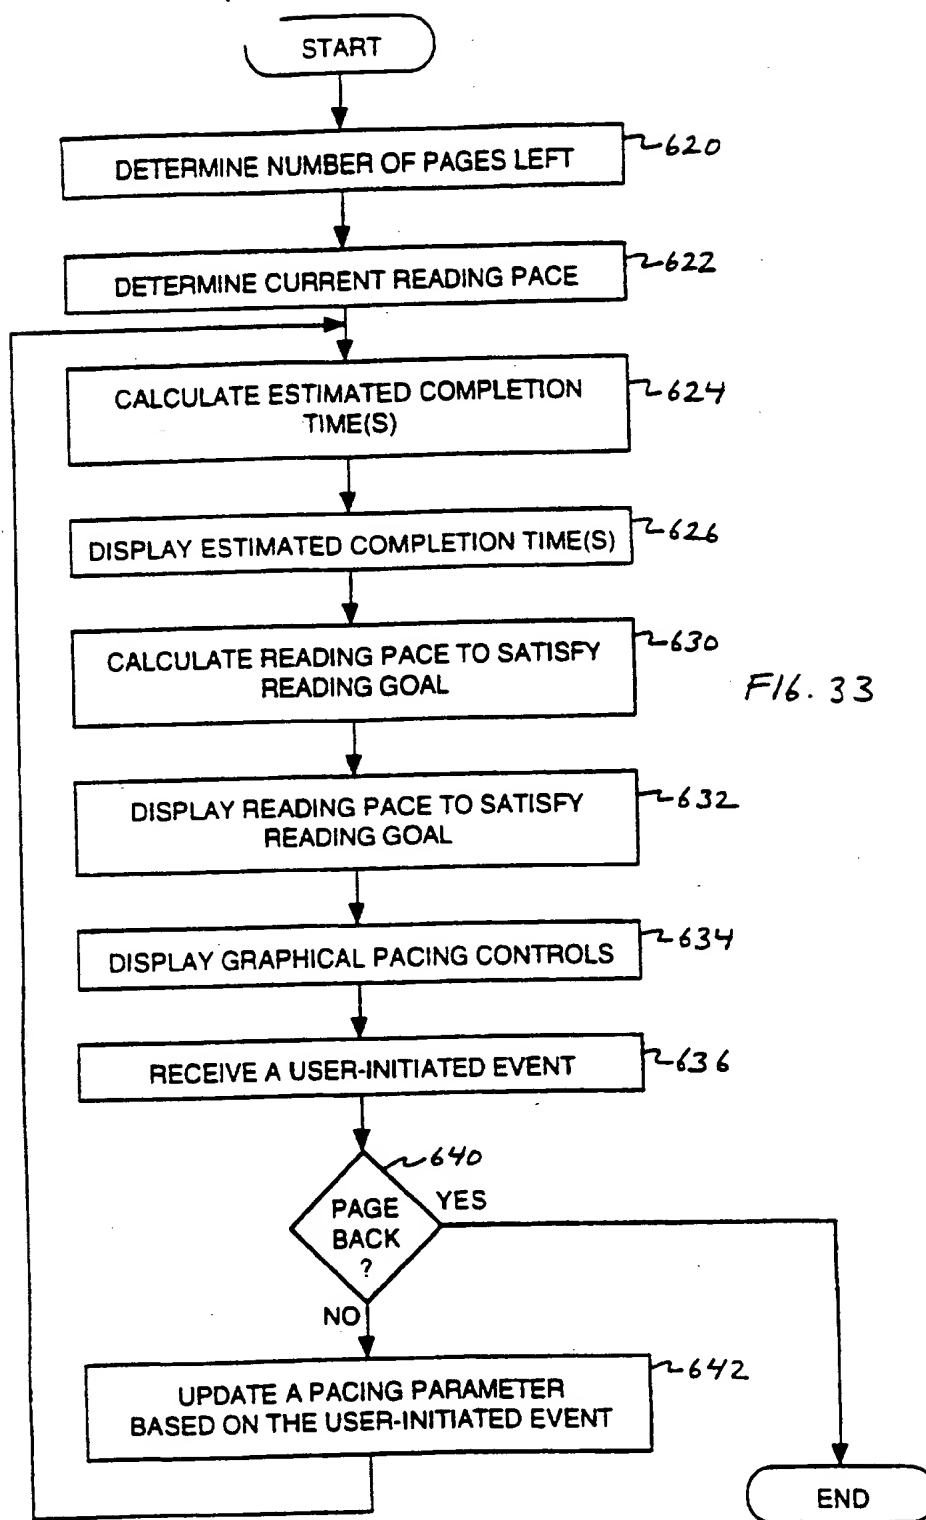 START
DETERMINE NUMBER OF PAGES LEFT
620
DETERMINE CURRENT READING PACE
622
CALCULATE ESTIMATED COMPLETION
TIME(S)
624
DISPLAY ESTIMATED COMPLETION TIME(S)
626
CALCULATE READING PACE TO SATISFY
READING GOAL
630
FIG. 33
DISPLAY READING PACE TO SATISFY
READING GOAL
632
DISPLAY GRAPHICAL PACING CONTROLS
634
RECEIVE A USER-INITIATED EVENT
636
640
PAGE
BACK
?
YES
NO
UPDATE A PACING PARAMETER
BASED ON THE USER-INITIATED EVENT
642
END